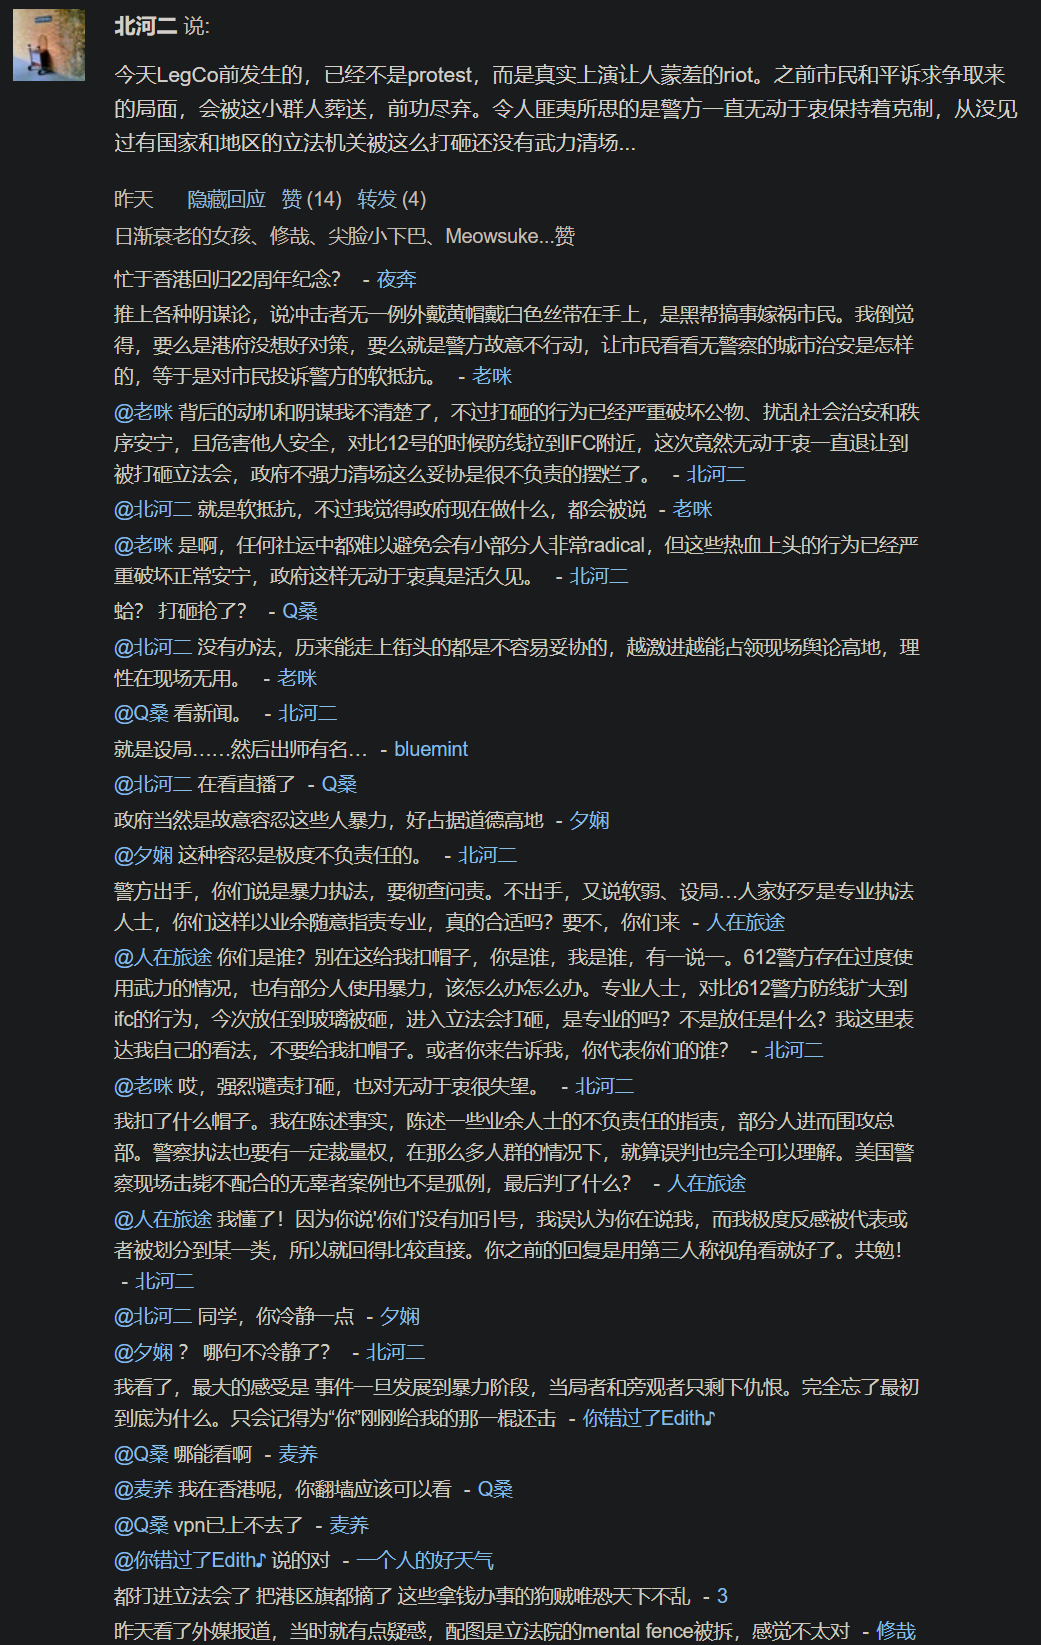 北河二 说:
今天LegCo前发生的，已经不是protest，而是真实上演让人蒙羞的riot。之前市民和平诉求争取来
的局面，会被这小群人葬送，前功尽弃。令人匪夷所思的是警方一直无动于衷保持着克制，从没见
过有国家和地区的立法机关被这么打砸还没有武力清场...
昨天 隐藏回应 赞 (14) 转发 (4)
日渐衰老的女孩、修哉、尖脸小下巴、Meowsuke...赞
忙于香港回归22周年纪念？ - 夜奔
推上各种阴谋论，说冲击者无一例外戴黄帽戴白色丝带在手上，是黑帮搞事嫁祸市民。我倒觉
得，要么是港府没想好对策，要么就是警方故意不行动，让市民看看无警察的城市治安是怎样
的，等于是对市民投诉警方的软抵抗。 - 老咪
@老咪 背后的动机和阴谋我不清楚了，不过打砸的行为已经严重破坏公物、扰乱社会治安和秩
序安宁，且危害他人安全，对比12号的时候防线拉到IFC附近，这次竟然无动于衷一直退让到
被打砸立法会，政府不强力清场这么妥协是很不负责的摆烂了。 - 北河二
@北河二 就是软抵抗，不过我觉得政府现在做什么，都会被说 - 老咪
@老咪 是啊，任何社运中都难以避免会有小部分人非常radical，但这些热血上头的行为已经严
重破坏正常安宁，政府这样无动于衷真是活久见。 - 北河二
蛤？ 打砸抢了？ - Q桑
@北河二 没有办法，历来能走上街头的都是不容易妥协的，越激进越能占领现场舆论高地，理
性在现场无用。 - 老咪
@Q桑 看新闻。 - 北河二
就是设局……然后出师有名… - bluemint
@北河二 在看直播了 - Q桑
政府当然是故意容忍这些人暴力，好占据道德高地 - 夕娴
@夕娴 这种容忍是极度不负责任的。 - 北河二
警方出手，你们说是暴力执法，要彻查问责。不出手，又说软弱、设局…人家好歹是专业执法
人士，你们这样以业余随意指责专业，真的合适吗？要不，你们来 - 人在旅途
@人在旅途 你们是谁？别在这给我扣帽子，你是谁，我是谁，有一说一。612警方存在过度使
用武力的情况，也有部分人使用暴力，该怎么办怎么办。专业人士，对比612警方防线扩大到
ifc的行为，今次放任到玻璃被砸，进入立法会打砸，是专业的吗？不是放任是什么？我这里表
达我自己的看法，不要给我扣帽子。或者你来告诉我，你代表你们的谁？ - 北河二
@老咪 哎，强烈谴责打砸，也对无动于衷很失望。 - 北河二
我扣了什么帽子。我在陈述事实，陈述一些业余人士的不负责任的指责，部分人进而围攻总
部。警察执法也要有一定裁量权，在那么多人群的情况下，就算误判也完全可以理解。美国警
察现场击毙不配合的无辜者案例也不是孤例，最后判了什么？ - 人在旅途
@人在旅途 我懂了！因为你说'你们'没有加引号，我误认为你在说我，而我极度反感被代表或
者被划分到某一类，所以就回得比较直接。你之前的回复是用第三人称视角看就好了。共勉！
- 北河二
@北河二 同学，你冷静一点 - 夕娴
@夕娴 ？ 哪句不冷静了？ - 北河二
我看了，最大的感受是 事件一旦发展到暴力阶段，当局者和旁观者只剩下仇恨。完全忘了最初
到底为什么。只会记得为“你”刚刚给我的那一棍还击 - 你错过了Edith♪
@Q桑 哪能看啊 - 麦养
@麦养 我在香港呢，你翻墙应该可以看 - Q桑
@Q桑 vpn已上不去了 - 麦养
@你错过了Edith♪ 说的对 - 一个人的好天气
都打进立法会了 把港区旗都摘了 这些拿钱办事的狗贼唯恐天下不乱 - 3
昨天看了外媒报道，当时就有点疑惑，配图是立法院的mental fence被拆，感觉不太对 - 修哉